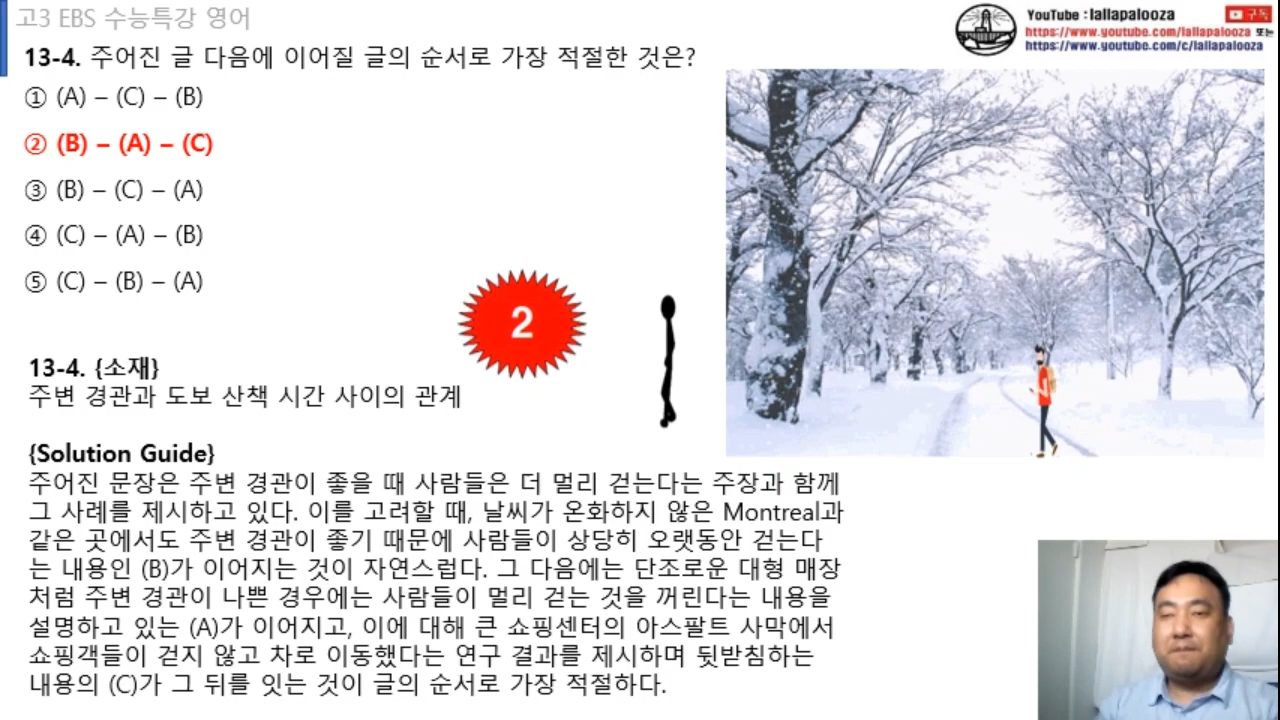 고3 EBS 수능특강 영어
YouTube : lallapalooza
구독
https://www.youtube.com/lallapalooza 또는
https://www.youtube.com/c/lallapalooza
13-4. 주어진 글 다음에 이어질 글의 순서로 가장 적절한 것은?
① (A) – (C) – (B)
② (B) – (A) – (C)
③ (B) – (C) – (A)
④ (C) – (A) – (B)
⑤ (C) – (B) – (A)
2
13-4. {소재}
주변 경관과 도보 산책 시간 사이의 관계
{Solution Guide}
주어진 문장은 주변 경관이 좋을 때 사람들은 더 멀리 걷는다는 주장과 함께
그 사례를 제시하고 있다. 이를 고려할 때, 날씨가 온화하지 않은 Montreal과
같은 곳에서도 주변 경관이 좋기 때문에 사람들이 상당히 오랫동안 걷는다
는 내용인 (B)가 이어지는 것이 자연스럽다. 그 다음에는 단조로운 대형 매장
처럼 주변 경관이 나쁜 경우에는 사람들이 멀리 걷는 것을 꺼린다는 내용을
설명하고 있는 (A)가 이어지고, 이에 대해 큰 쇼핑센터의 아스팔트 사막에서
쇼핑객들이 걷지 않고 차로 이동했다는 연구 결과를 제시하며 뒷받침하는
내용의 (C)가 그 뒤를 잇는 것이 글의 순서로 가장 적절하다.